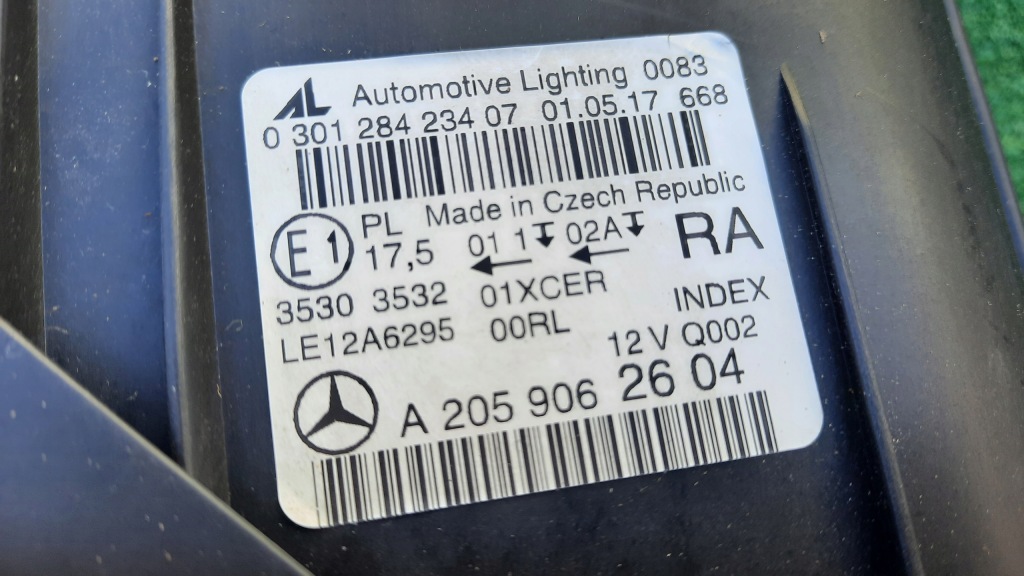 AL Automotive Lighting 0083
0 301 284 234 07 01.05.17 668
Made in Czech Republic
E1 PL 17,5 01 1 02A RA
3530 3532 01XCER INDEX
LE12A6295 00RL 12 V Q002
A 205 906 26 04